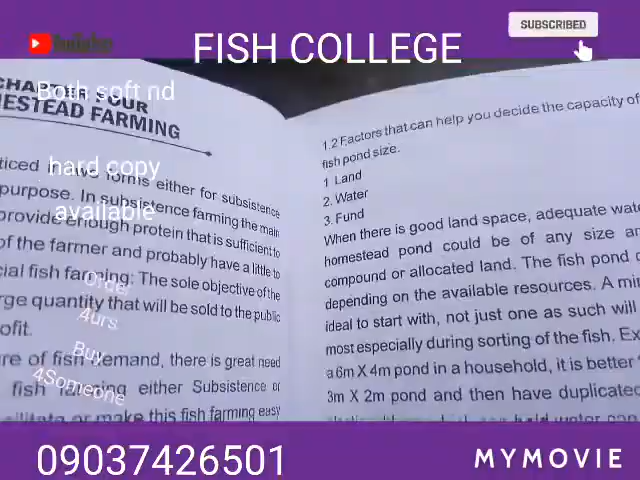 SUBSCRIBED
YouTube
FISH COLLEGE
Both soft nd
hard copy
available
4urs
Buy
4Someone
CHAPTER FOUR
HOMESTEAD FARMING
ticed in two forms either for subsistence
purpose. In subsistence farming the main
provide enough protein that is sufficient to
of the farmer and probably have a little to
cial fish farming: The sole objective of the
rge quantity that will be sold to the public
ofit.
re of fish demand, there is great need
fish farming either Subsistence or
make this fish farming easy
1.2 Factors that can help you decide the capacity of
fish pond size.
1 Land
2. Water
3. Fund
When there is good land space, adequate wate
homestead pond could be of any size an
compound or allocated land. The fish pond
depending on the available resources. A min
ideal to start with, not just one as such will
most especially during sorting of the fish. Ex
a 6m X 4m pond in a household, it is better
3m X 2m pond and then have duplicated
09037426501
MYMOVIE